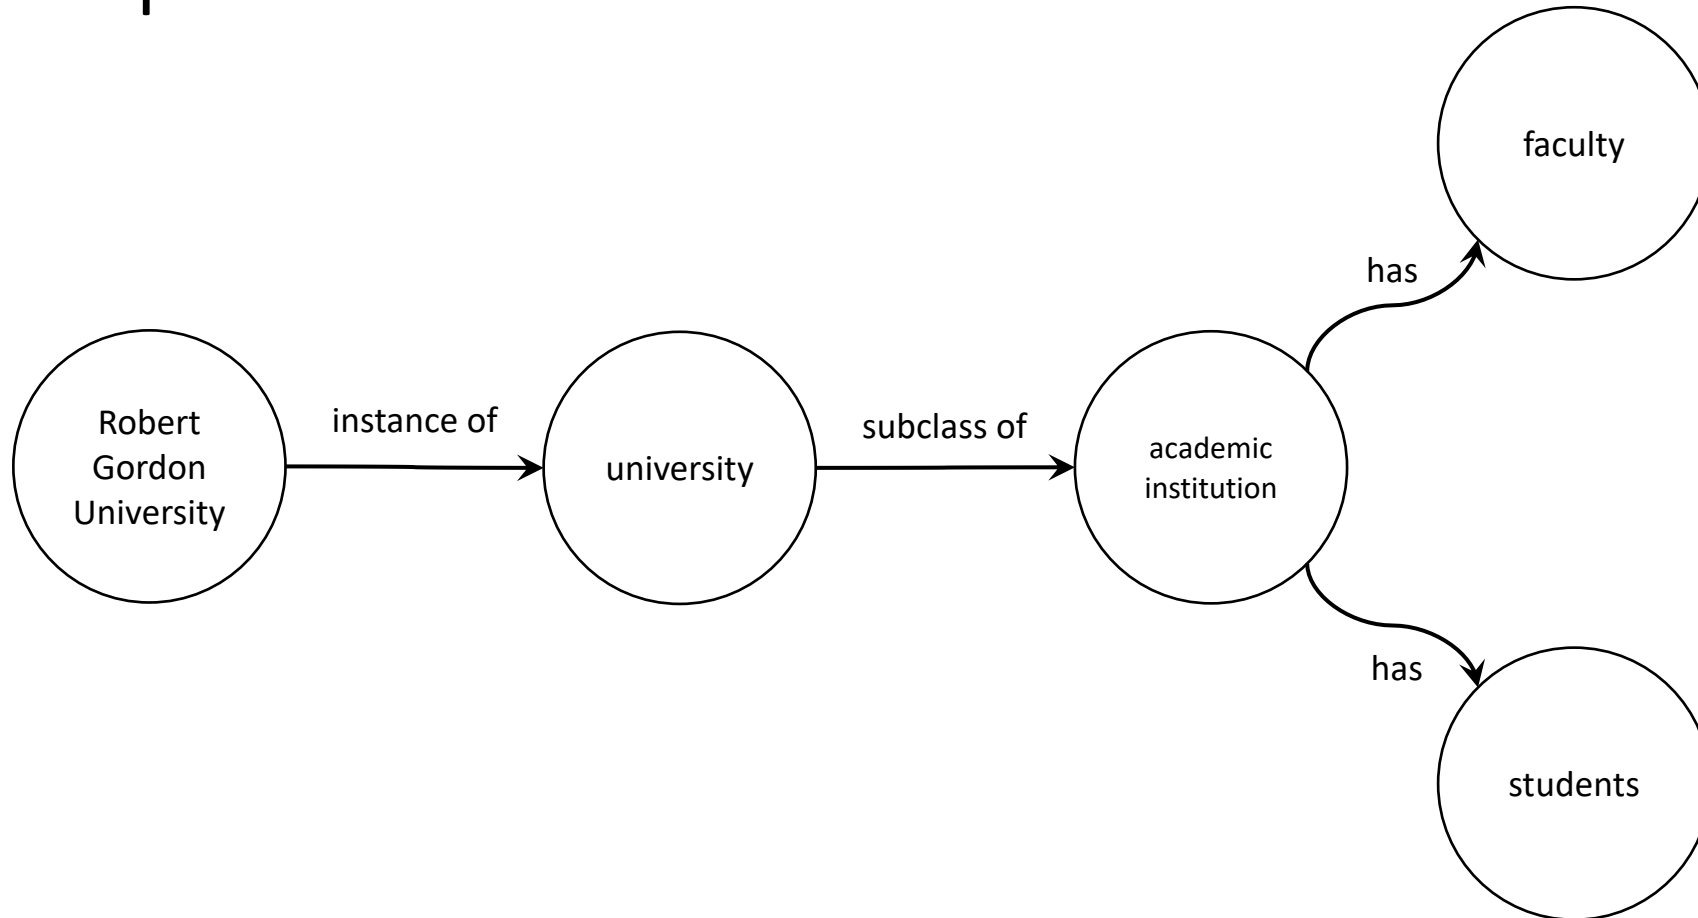 Robert
Gordon
University
instance of
university
subclass of
academic
institution
has
faculty
has
students